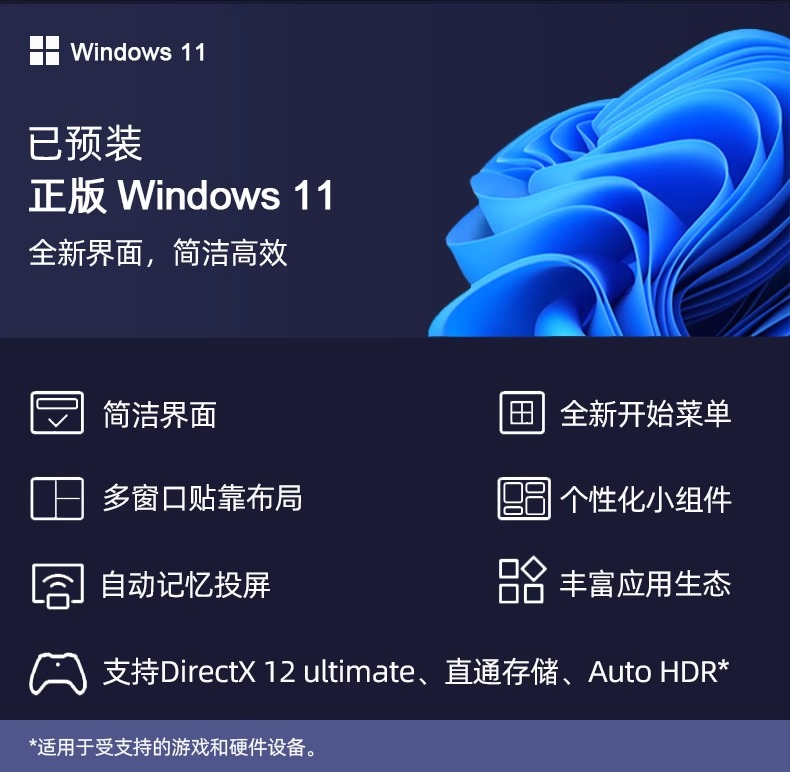 Windows 11
已预装
正版 Windows 11
全新界面，简洁高效
简洁界面
全新开始菜单
多窗口贴靠布局
个性化小组件
自动记忆投屏
丰富应用生态
支持DirectX 12 ultimate、直通存储、Auto HDR*
*适用于受支持的游戏和硬件设备。